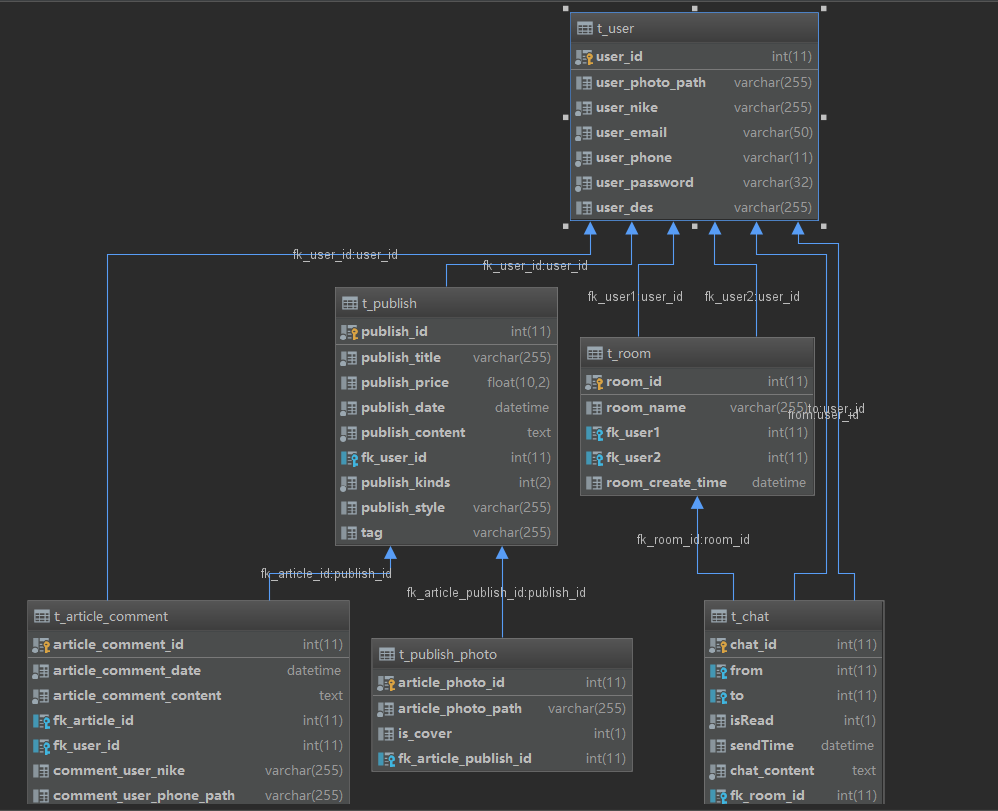 t_user
user_id int(11)
user_photo_path varchar(255)
user_nike varchar(255)
user_email varchar(50)
user_phone varchar(11)
user_password varchar(32)
user_des varchar(255)
fk_user_id:user_id
fk_user_id:user_id
fk_user1:user_id
fk_user2:user_id
t_publish
publish_id int(11)
publish_title varchar(255)
publish_price float(10,2)
publish_date datetime
publish_content text
fk_user_id int(11)
publish_kinds int(2)
publish_style varchar(255)
tag varchar(255)
t_room
room_id int(11)
room_name varchar(255)
fk_user1 int(11)
fk_user2 int(11)
room_create_time datetime
to:user_id
from:user_id
fk_room_id:room_id
fk_article_id:publish_id
fk_article_publish_id:publish_id
t_article_comment
article_comment_id int(11)
article_comment_date datetime
article_comment_content text
fk_article_id int(11)
fk_user_id int(11)
comment_user_nike varchar(255)
comment_user_phone_path varchar(255)
t_publish_photo
article_photo_id int(11)
article_photo_path varchar(255)
is_cover int(1)
fk_article_publish_id int(11)
t_chat
chat_id int(11)
from int(11)
to int(11)
isRead int(1)
sendTime datetime
chat_content text
fk_room_id int(11)